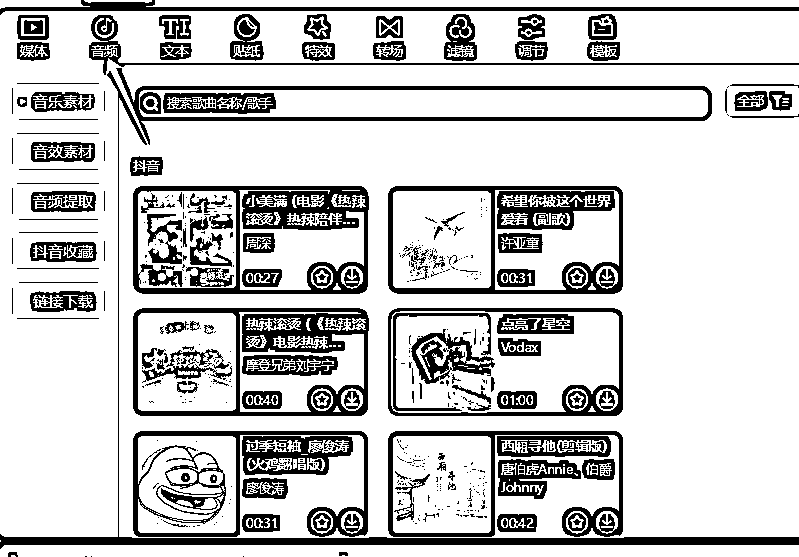 媒体 音频 文本 贴纸 特效 转场 滤镜 调节 模板
音乐素材
音效素材
音频提取
抖音收藏
链接下载
搜索歌曲名称/歌手
全部
抖音
小美满 (电影《热辣
滚烫》热辣陪伴...
周深
00:27
希望你被这个世界
爱着 (副歌)
许亚童
00:31
热辣滚烫 (《热辣滚
烫》电影热辣...
摩登兄弟刘宇宁
00:40
点亮了星空
Vodax
01:00
过季短袖_廖俊涛
(火鸡翻唱版)
廖俊涛
00:31
西厢寻他(剪辑版)
唐伯虎Annie、伯爵
Johnny
00:42